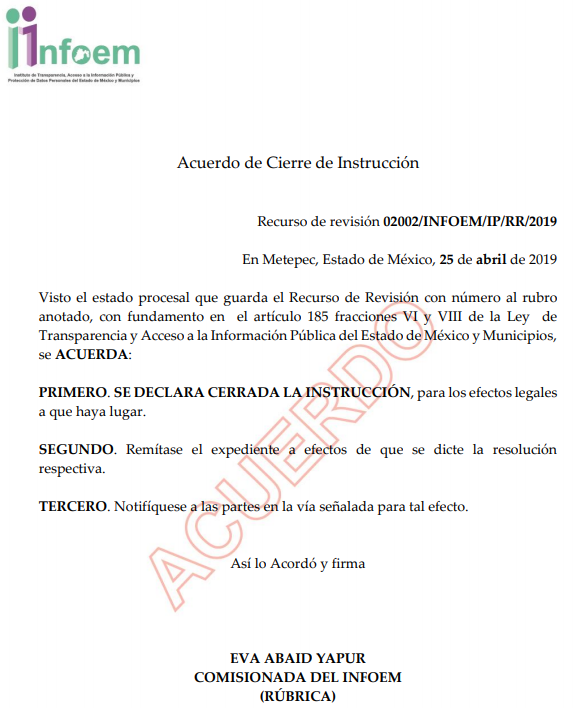 infoem
Instituto de Transparencia, Acceso a la Información Pública y
Protección de Datos Personales del Estado de México y Municipios
Acuerdo de Cierre de Instrucción
Recurso de revisión 02002/INFOEM/IP/RR/2019
En Metepec, Estado de México, 25 de abril de 2019
Visto el estado procesal que guarda el Recurso de Revisión con número al rubro
anotado, con fundamento en el artículo 185 fracciones VI y VIII de la Ley de
Transparencia y Acceso a la Información Pública del Estado de México y Municipios,
se ACUERDA:
PRIMERO. SE DECLARA CERRADA LA INSTRUCCIÓN, para los efectos legales
a que haya lugar.
SEGUNDO. Remítase el expediente a efectos de que se dicte la resolución
respectiva.
TERCERO. Notifíquese a las partes en la vía señalada para tal efecto.
ACUERDO
Así lo Acordó y firma
EVA ABAID YAPUR
COMISIONADA DEL INFOEM
(RÚBRICA)